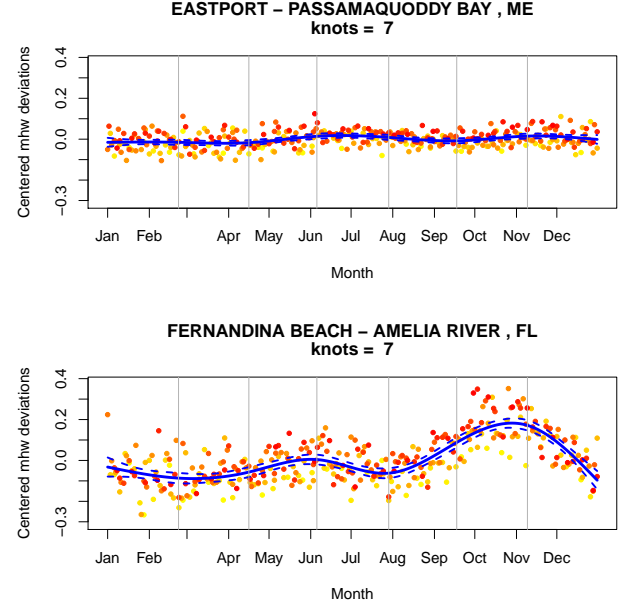 EASTPORT − PASSAMAQUODDY BAY , ME
knots = 7
Centered mhw deviations
0.4
0.2
0.0
−0.3
Jan Feb Apr May Jun Jul Aug Sep Oct Nov Dec
Month
FERNANDINA BEACH − AMELIA RIVER , FL
knots = 7
Centered mhw deviations
0.4
0.2
0.0
−0.3
Jan Feb Apr May Jun Jul Aug Sep Oct Nov Dec
Month